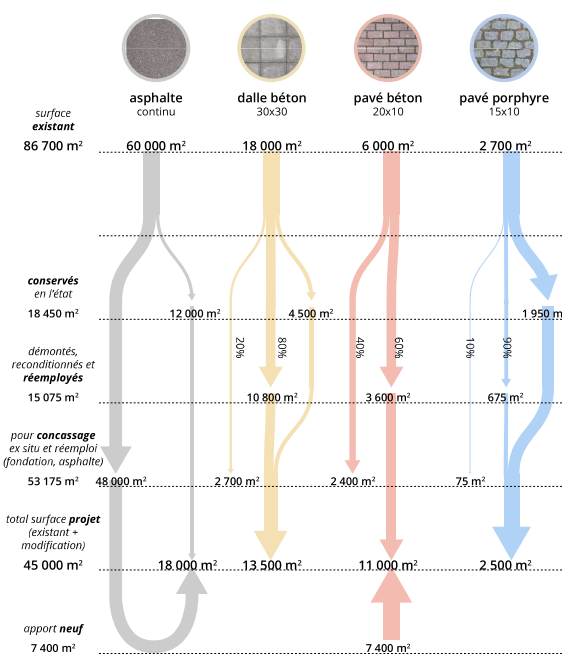 asphalte
continu
dalle béton
30x30
pavé béton
20x10
pavé porphyre
15x10
surface
existant
86 700 m²
60 000 m²
18 000 m²
6 000 m²
2 700 m²
conservés
en l'état
18 450 m²
12 000 m²
4 500 m²
1 950 m
démontés,
reconditionnés et
réemployés
20%
80%
40%
60%
10%
90%
15 075 m²
10 800 m²
3 600 m²
675 m²
pour concassage
ex situ et réemploi
(fondation, asphalte)
53 175 m²
48 000 m²
2 700 m²
2 400 m²
75 m²
total surface projet
(existant +
modification)
45 000 m²
18 000 m²
13 500 m²
11 000 m²
2 500 m²
apport neuf
7 400 m²
7 400 m²